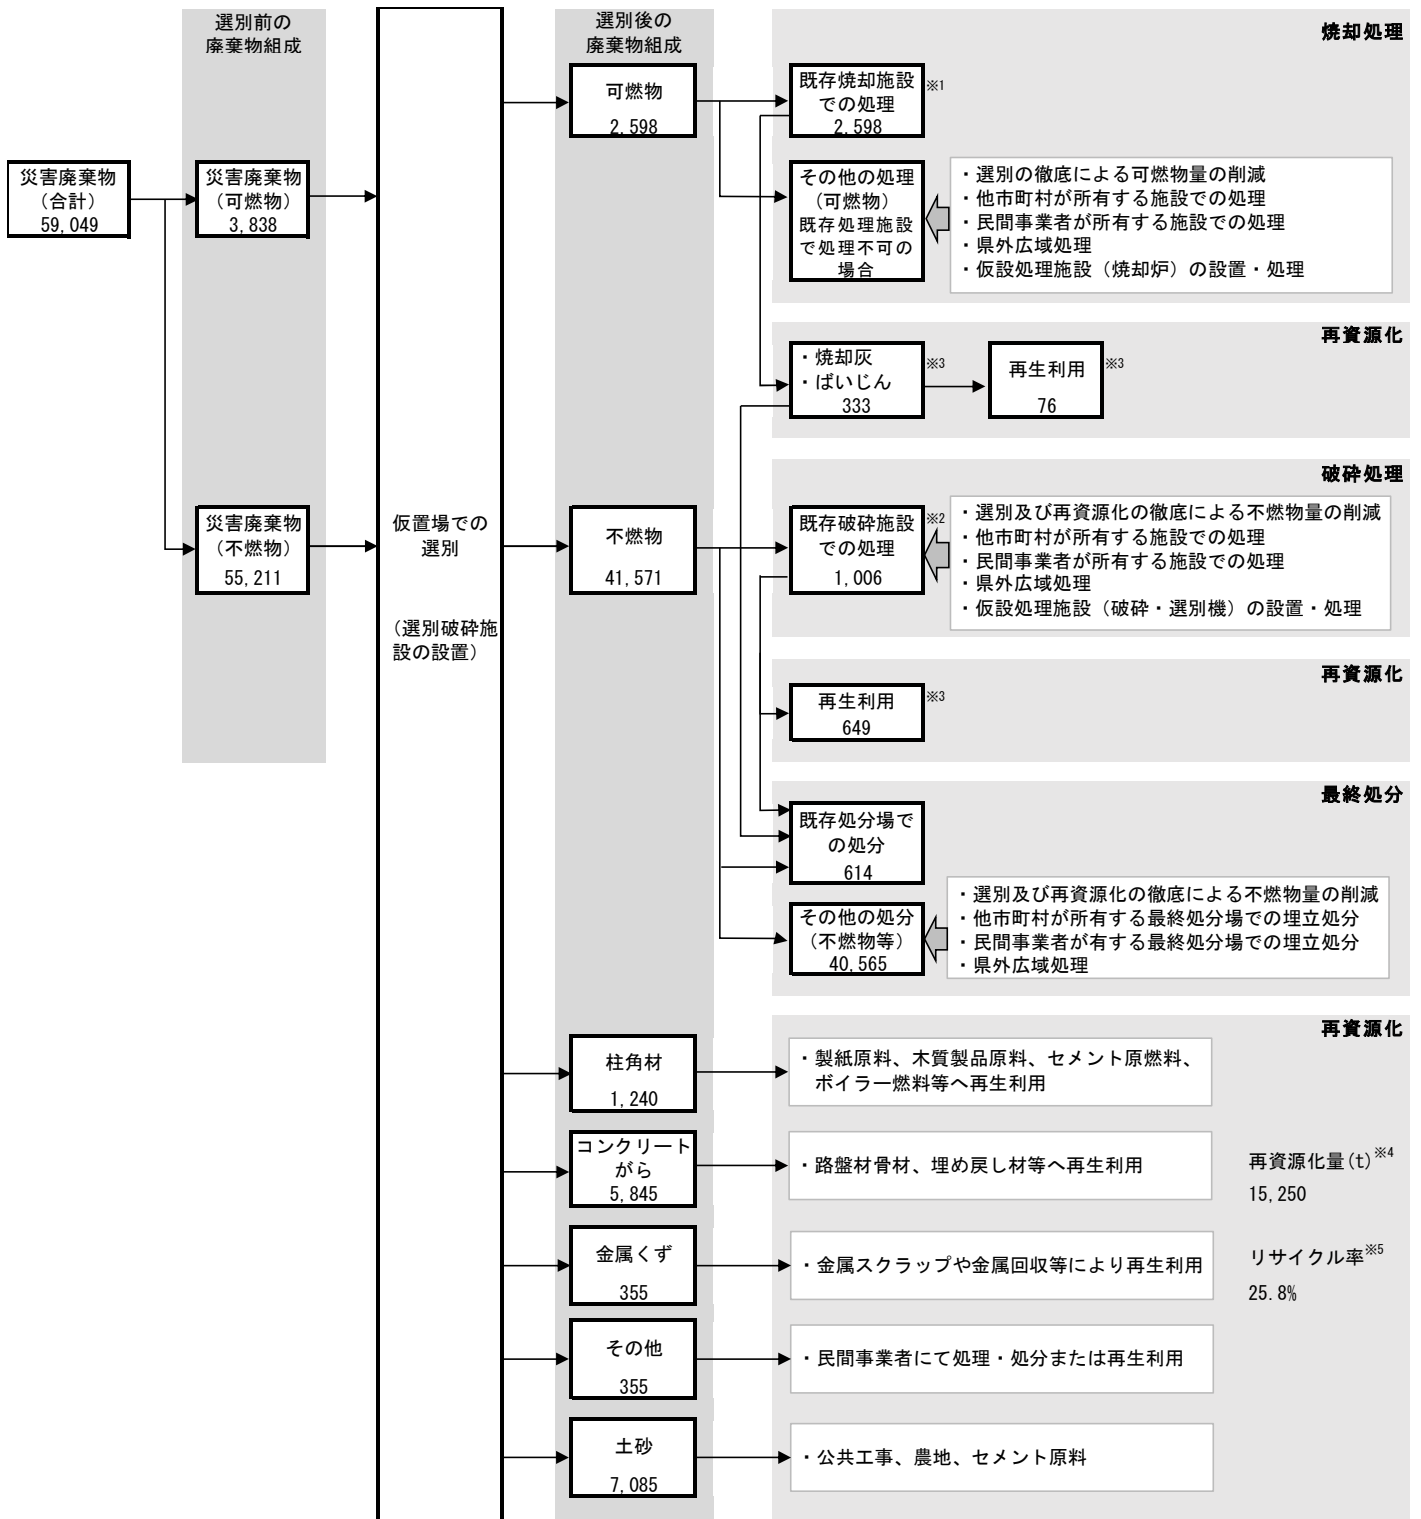 選別前の
廃棄物組成
選別後の
廃棄物組成
災害廃棄物
（合計）
59,049
災害廃棄物
（可燃物）
3,838
災害廃棄物
（不燃物）
55,211
仮置場での
選別
（選別破砕施
設の設置）
可燃物
2,598
不燃物
41,571
柱角材
1,240
コンクリート
がら
5,845
金属くず
355
その他
355
土砂
7,085
焼却処理
既存焼却施設
での処理
2,598
※1
その他の処理
（可燃物）
既存処理施設
で処理不可の
場合
・選別の徹底による可燃物量の削減
・他市町村が所有する施設での処理
・民間事業者が所有する施設での処理
・県外広域処理
・仮設処理施設（焼却炉）の設置・処理
再資源化
・焼却灰
・ばいじん
333
※3
再生利用
76
※3
破砕処理
既存破砕施設
での処理
1,006
※2
・選別及び再資源化の徹底による不燃物量の削減
・他市町村が所有する施設での処理
・民間事業者が所有する施設での処理
・県外広域処理
・仮設処理施設（破砕・選別機）の設置・処理
再資源化
再生利用
649
※3
最終処分
既存処分場で
の処分
614
その他の処分
（不燃物等）
40,565
・選別及び再資源化の徹底による不燃物量の削減
・他市町村が所有する最終処分場での埋立処分
・民間事業者が有する最終処分場での埋立処分
・県外広域処理
再資源化
・製紙原料、木質製品原料、セメント原燃料、
ボイラー燃料等へ再生利用
・路盤材骨材、埋め戻し材等へ再生利用
・金属スクラップや金属回収等により再生利用
・民間事業者にて処理・処分または再生利用
・公共工事、農地、セメント原料
再資源化量(t)※4
15,250
リサイクル率※5
25.8%